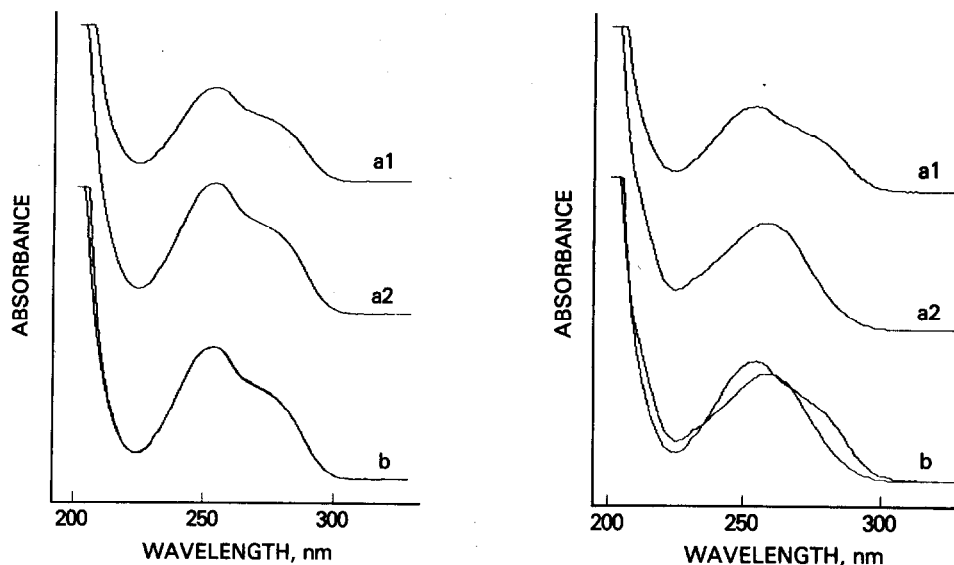 ABSORBANCE
a1
a2
b
200
250
300
WAVELENGTH, nm
ABSORBANCE
a1
a2
b
200
250
300
WAVELENGTH, nm